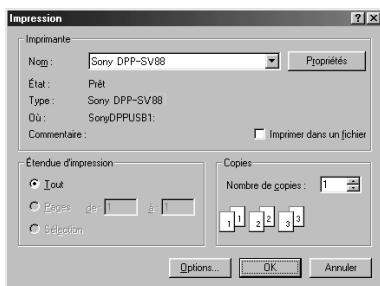 Impression
Imprimante
Nom : Sony DPP-SV88 Propriétés
État : Prêt
Type : Sony DPP-SV88
Où : SonyDPPUSB1:
Commentaire : Imprimer dans un fichier
Étendue d'impression
Tout
Pages de: 1 à: 1
Sélection
Copies
Nombre de copies : 1
1 1 2 2 3 3
Options... OK Annuler